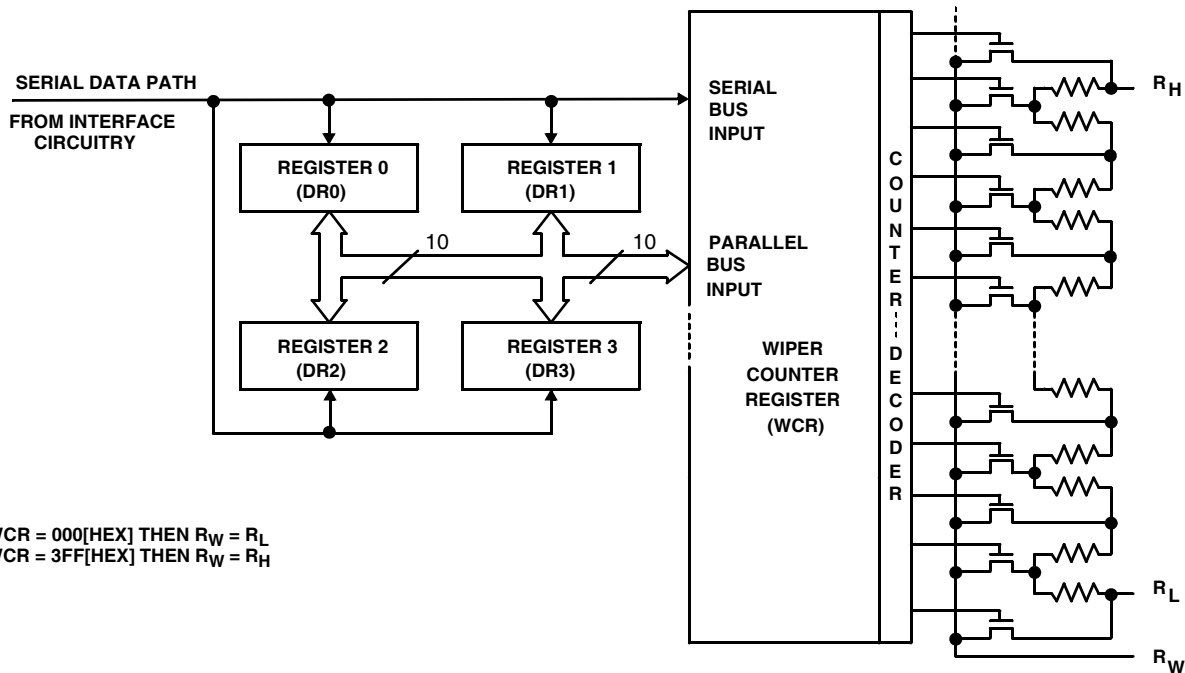 SERIAL DATA PATH
FROM INTERFACE
CIRCUITRY
REGISTER 0
(DR0)
REGISTER 1
(DR1)
10
10
REGISTER 2
(DR2)
REGISTER 3
(DR3)
SERIAL
BUS
INPUT
PARALLEL
BUS
INPUT
WIPER
COUNTER
REGISTER
(WCR)
COUNTER
DECODER
RH
RL
RW
WCR = 000[HEX] THEN RW = RL
WCR = 3FF[HEX] THEN RW = RH